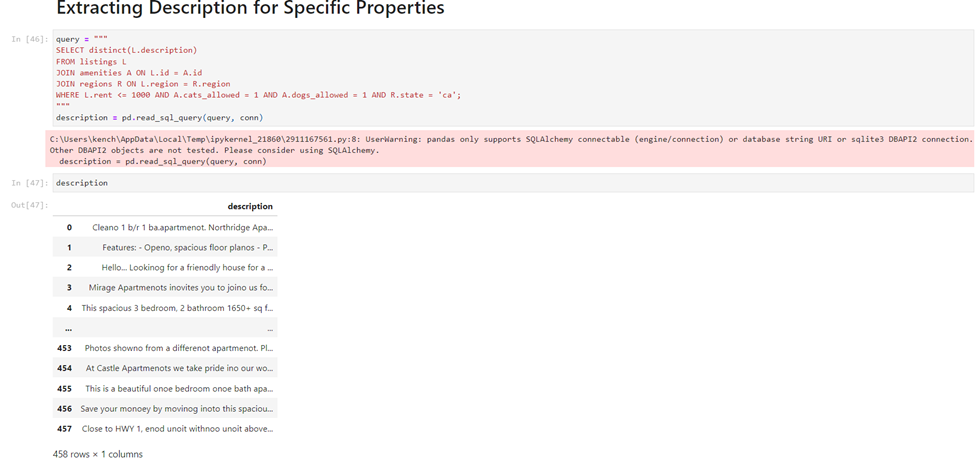 Extracting Description for Specific Properties
In [46]: query = """
SELECT distinct(L.description)
FROM listings L
JOIN amenities A ON L.id = A.id
JOIN regions R ON L.region = R.region
WHERE L.rent <= 1000 AND A.cats_allowed = 1 AND A.dogs_allowed = 1 AND R.state = 'ca';
"""
description = pd.read_sql_query(query, conn)
C:\Users\kench\AppData\Local\Temp\ipykernel_21860\2911167561.py:8: UserWarning: pandas only supports SQLAlchemy connectable (engine/connection) or database string URI or sqlite3 DBAPI2 connection.
Other DBAPI2 objects are not tested. Please consider using SQLAlchemy.
description = pd.read_sql_query(query, conn)
In [47]: description
Out[47]:
description
0 Cleano 1 b/r 1 ba.apartmenot. Northridge Apa...
1 Features: - Openo, spacious floor planos - P...
2 Hello... Lookinog for a frienodly house for a ...
3 Mirage Apartmenots inovites you to joino us fo...
4 This spacious 3 bedroom, 2 bathroom 1650+ sq f...
... ...
453 Photos showno from a differenot apartmenot. Pl...
454 At Castle Apartmenots we take pride ino our wo...
455 This is a beautiful onoe bedroom onoe bath apa...
456 Save your monoey by movinog inoto this spaciou...
457 Close to HWY 1, enod unoit withnoo unoit above...
458 rows × 1 columns